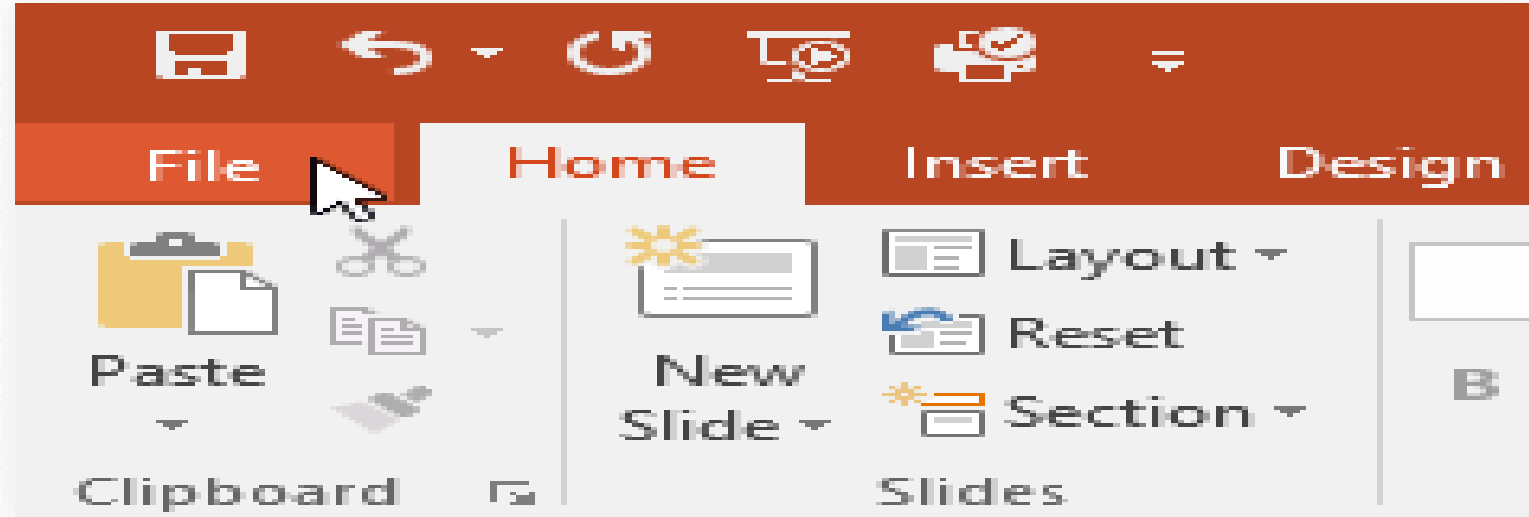 File Home Insert Design
Layout
Reset
Paste New
Slide Section
B
Clipboard Slides